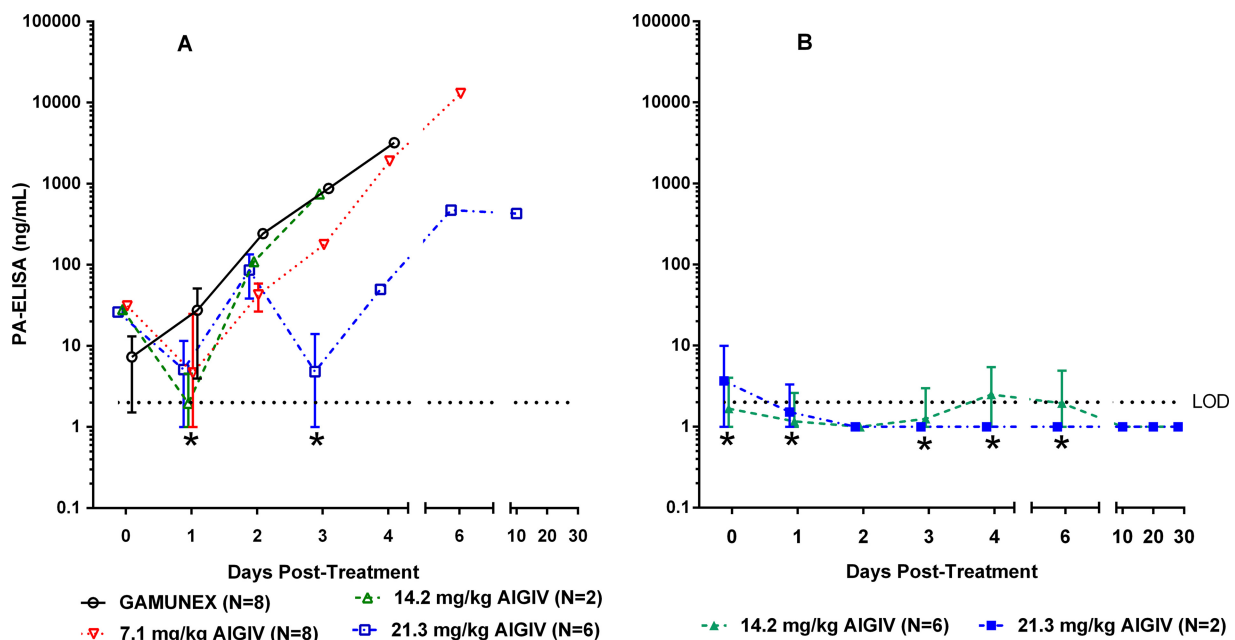 A
B
PA-ELISA (ng/mL)
100000
10000
1000
100
10
1
0.1
100000
10000
1000
100
10
1
0.1
* *
* * * * *
LOD
0 1 2 3 4 6 10 20 30
0 1 2 3 4 6 10 20 30
Days Post-Treatment
Days Post-Treatment
GAMUNEX (N=8)
14.2 mg/kg AIGIV (N=2)
7.1 mg/kg AIGIV (N=8)
21.3 mg/kg AIGIV (N=6)
14.2 mg/kg AIGIV (N=6)
21.3 mg/kg AIGIV (N=2)